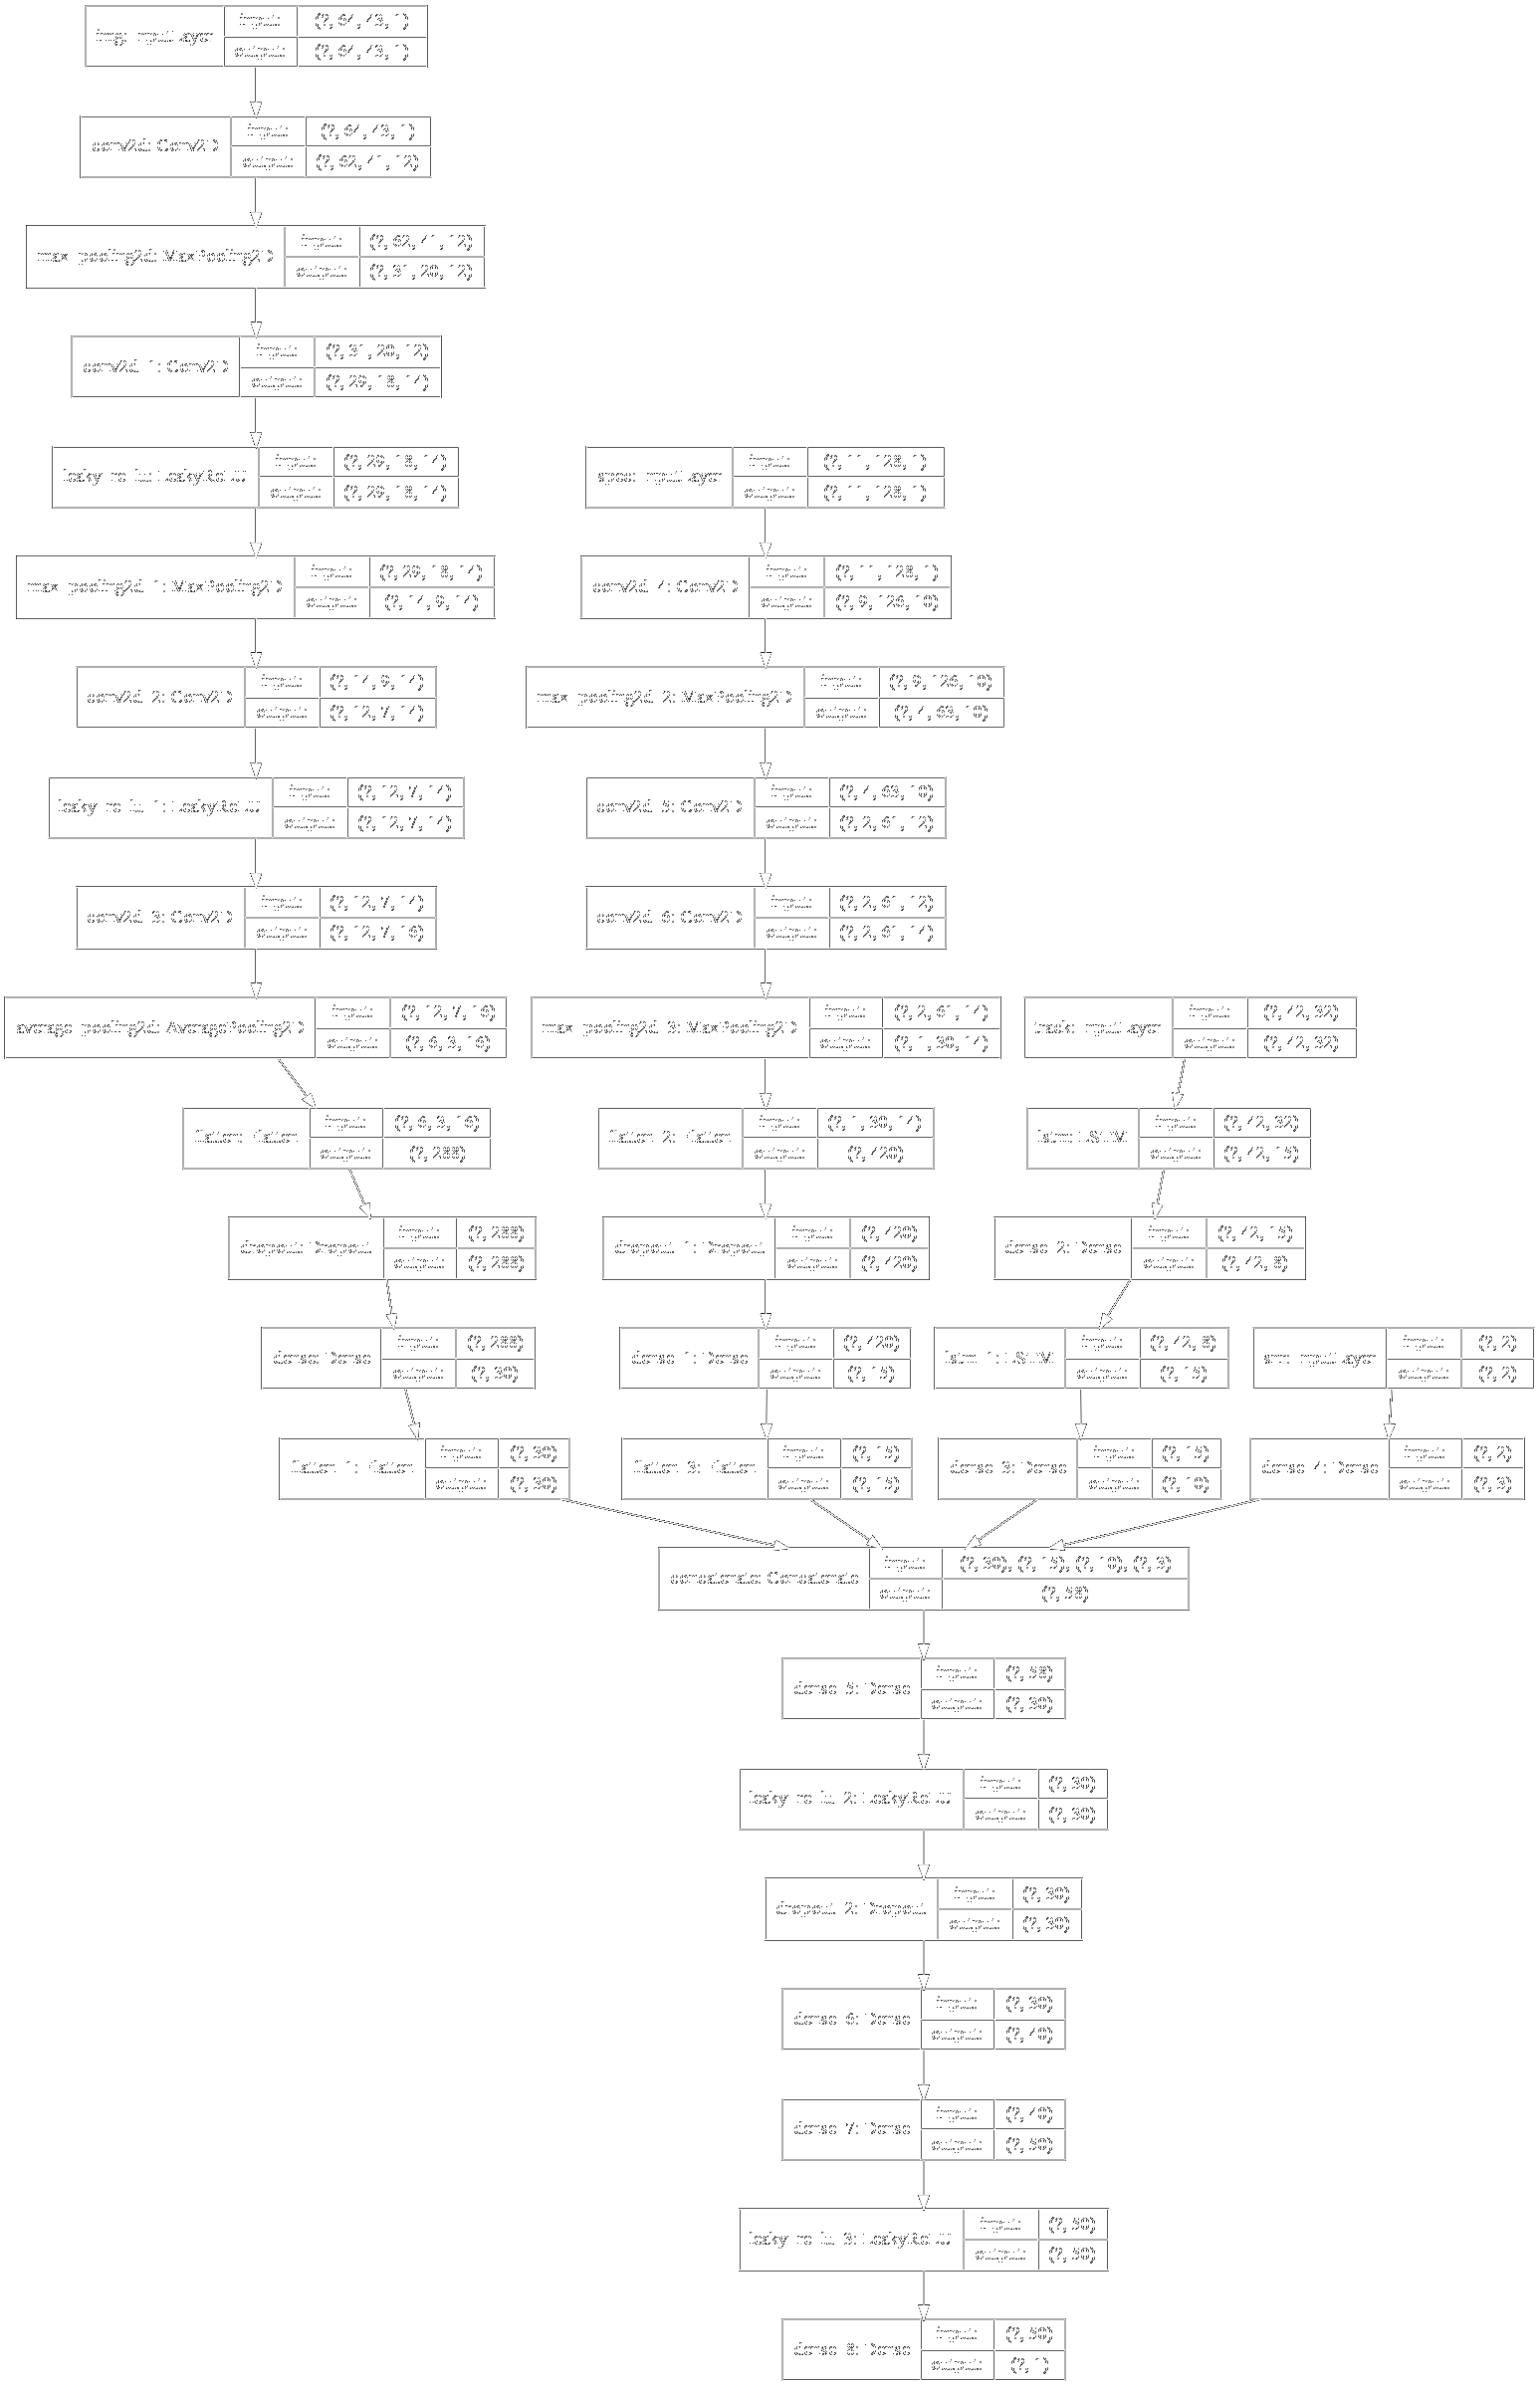 img: InputLayer
input: (?, 64, 43, 1)
output: (?, 64, 43, 1)
conv2d: Conv2D
input: (?, 64, 43, 1)
output: (?, 62, 41, 12)
max_pooling2d: MaxPooling2D
input: (?, 62, 41, 12)
output: (?, 31, 20, 12)
conv2d_1: Conv2D
input: (?, 31, 20, 12)
output: (?, 29, 18, 14)
leaky_re_lu: LeakyReLU
input: (?, 29, 18, 14)
output: (?, 29, 18, 14)
spec: InputLayer
input: (?, 11, 128, 1)
output: (?, 11, 128, 1)
max_pooling2d_1: MaxPooling2D
input: (?, 29, 18, 14)
output: (?, 14, 9, 14)
conv2d_4: Conv2D
input: (?, 11, 128, 1)
output: (?, 9, 126, 10)
conv2d_2: Conv2D
input: (?, 14, 9, 14)
output: (?, 12, 7, 14)
max_pooling2d_2: MaxPooling2D
input: (?, 9, 126, 10)
output: (?, 4, 63, 10)
leaky_re_lu_1: LeakyReLU
input: (?, 12, 7, 14)
output: (?, 12, 7, 14)
conv2d_5: Conv2D
input: (?, 4, 63, 10)
output: (?, 2, 61, 12)
conv2d_3: Conv2D
input: (?, 12, 7, 14)
output: (?, 12, 7, 16)
conv2d_6: Conv2D
input: (?, 2, 61, 12)
output: (?, 2, 61, 14)
average_pooling2d: AveragePooling2D
input: (?, 12, 7, 16)
output: (?, 6, 3, 16)
max_pooling2d_3: MaxPooling2D
input: (?, 2, 61, 14)
output: (?, 1, 30, 14)
track: InputLayer
input: (?, 42, 32)
output: (?, 42, 32)
flatten: Flatten
input: (?, 6, 3, 16)
output: (?, 288)
flatten_2: Flatten
input: (?, 1, 30, 14)
output: (?, 420)
lstm: LSTM
input: (?, 42, 32)
output: (?, 42, 15)
dropout: Dropout
input: (?, 288)
output: (?, 288)
dropout_1: Dropout
input: (?, 420)
output: (?, 420)
dense_2: Dense
input: (?, 42, 15)
output: (?, 42, 8)
dense: Dense
input: (?, 288)
output: (?, 30)
dense_1: Dense
input: (?, 420)
output: (?, 15)
lstm_1: LSTM
input: (?, 42, 8)
output: (?, 15)
snr: InputLayer
input: (?, 2)
output: (?, 2)
flatten_1: Flatten
input: (?, 30)
output: (?, 30)
flatten_3: Flatten
input: (?, 15)
output: (?, 15)
dense_3: Dense
input: (?, 15)
output: (?, 10)
dense_4: Dense
input: (?, 2)
output: (?, 3)
concatenate: Concatenate
input: (?, 30), (?, 15), (?, 10), (?, 3)
output: (?, 58)
dense_5: Dense
input: (?, 58)
output: (?, 30)
leaky_re_lu_2: LeakyReLU
input: (?, 30)
output: (?, 30)
dropout_2: Dropout
input: (?, 30)
output: (?, 30)
dense_6: Dense
input: (?, 30)
output: (?, 40)
dense_7: Dense
input: (?, 40)
output: (?, 50)
leaky_re_lu_3: LeakyReLU
input: (?, 50)
output: (?, 50)
dense_8: Dense
input: (?, 50)
output: (?, 1)